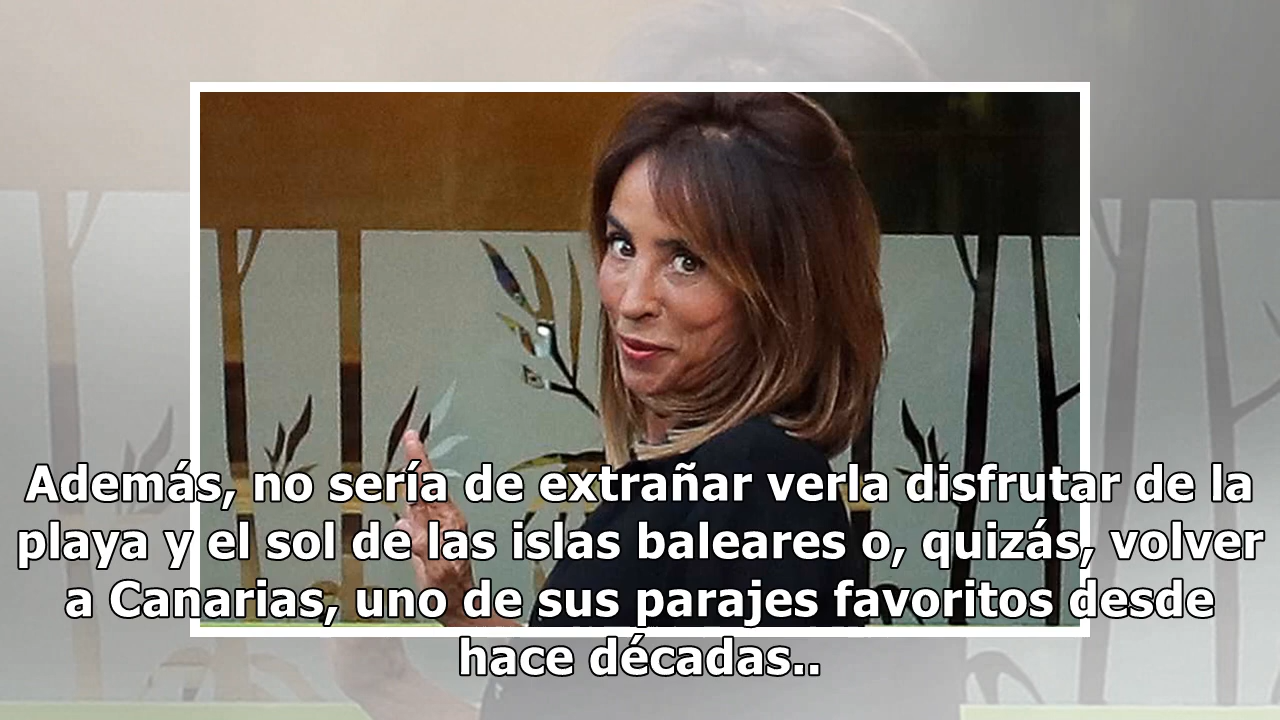 Además, no sería de extrañar verla disfrutar de la
playa y el sol de las islas baleares o, quizás, volver
a Canarias, uno de sus parajes favoritos desde
hace décadas..